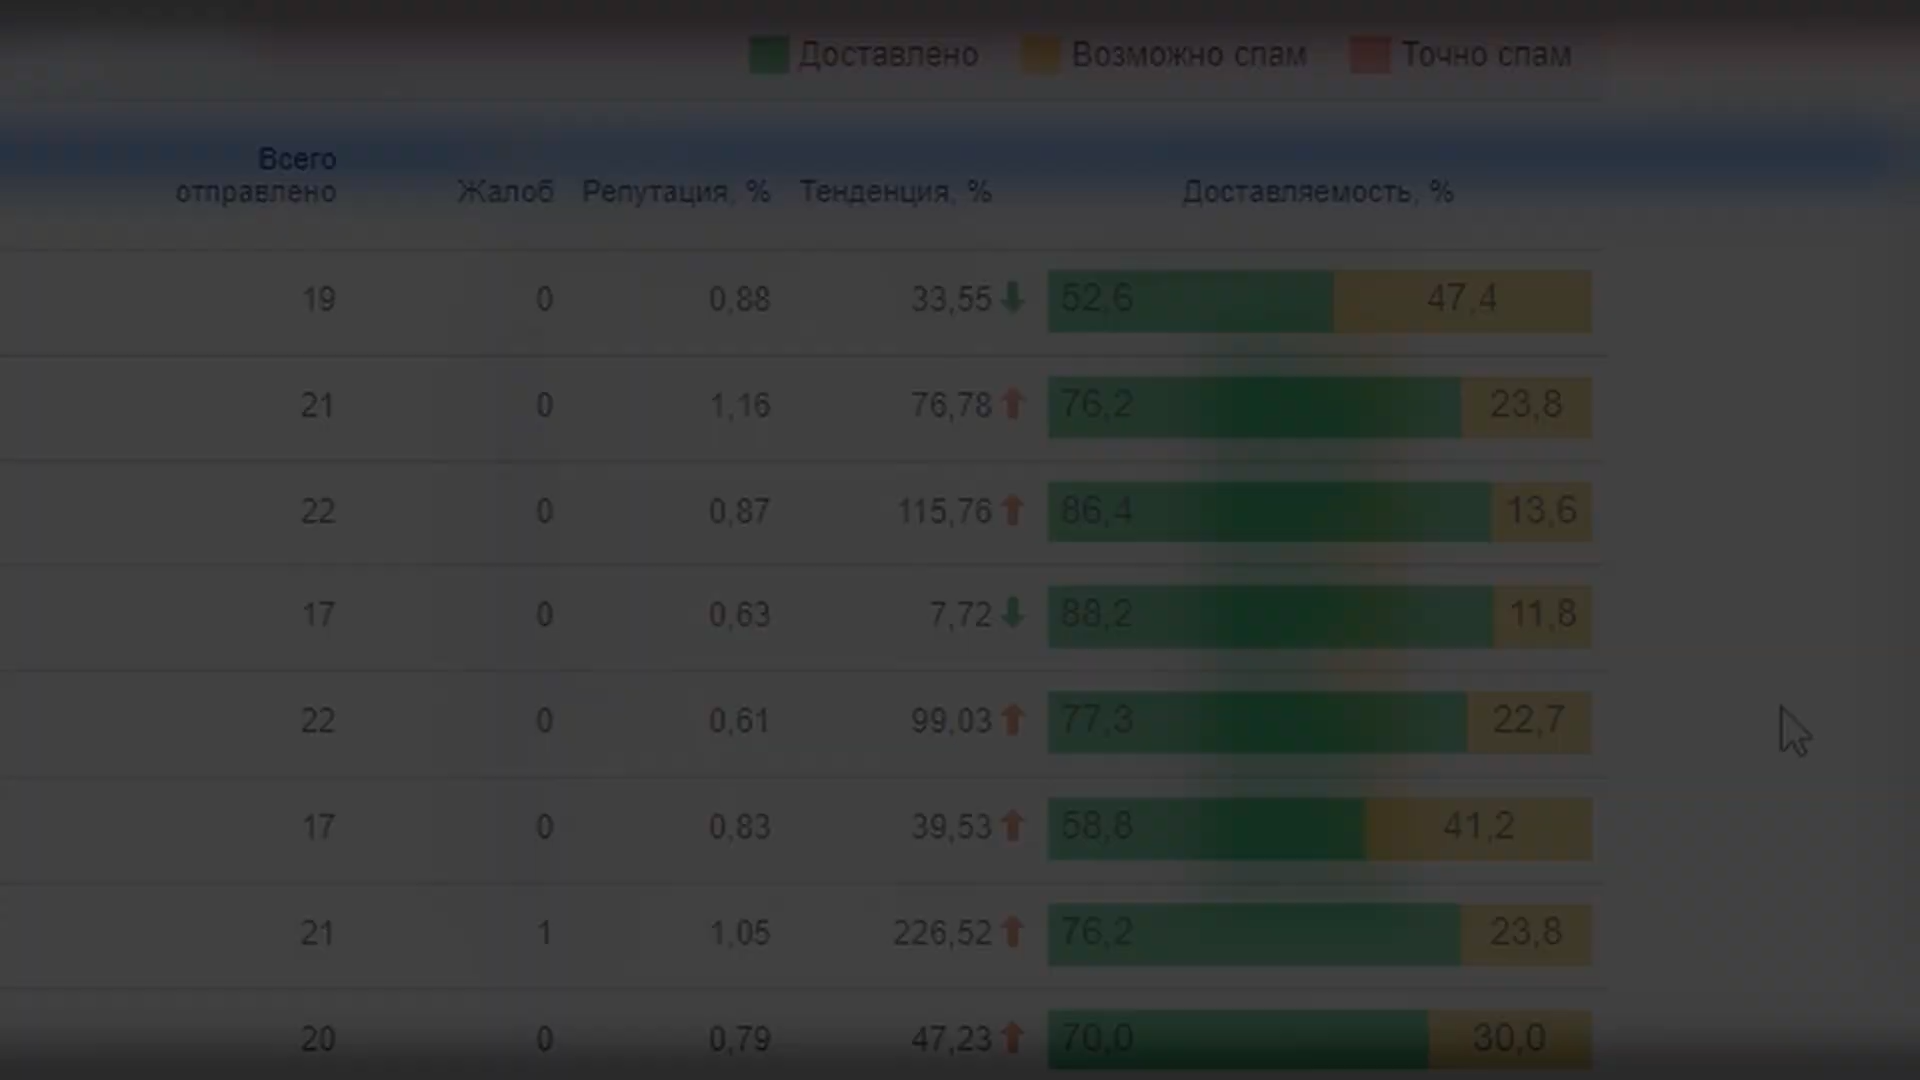 Доставлено Возможно спам Точно спам
Всего
отправлено Жалоб Репутация, % Тенденция, % Доставляемость, %
19 0 0,88 33,55 52,6 47,4
21 0 1,16 76,78 76,2 23,8
22 0 0,87 115,76 86,4 13,6
17 0 0,63 7,72 88,2 11,8
22 0 0,61 99,03 77,3 22,7
17 0 0,83 39,53 58,8 41,2
21 1 1,05 226,52 76,2 23,8
20 0 0,79 47,23 70,0 30,0